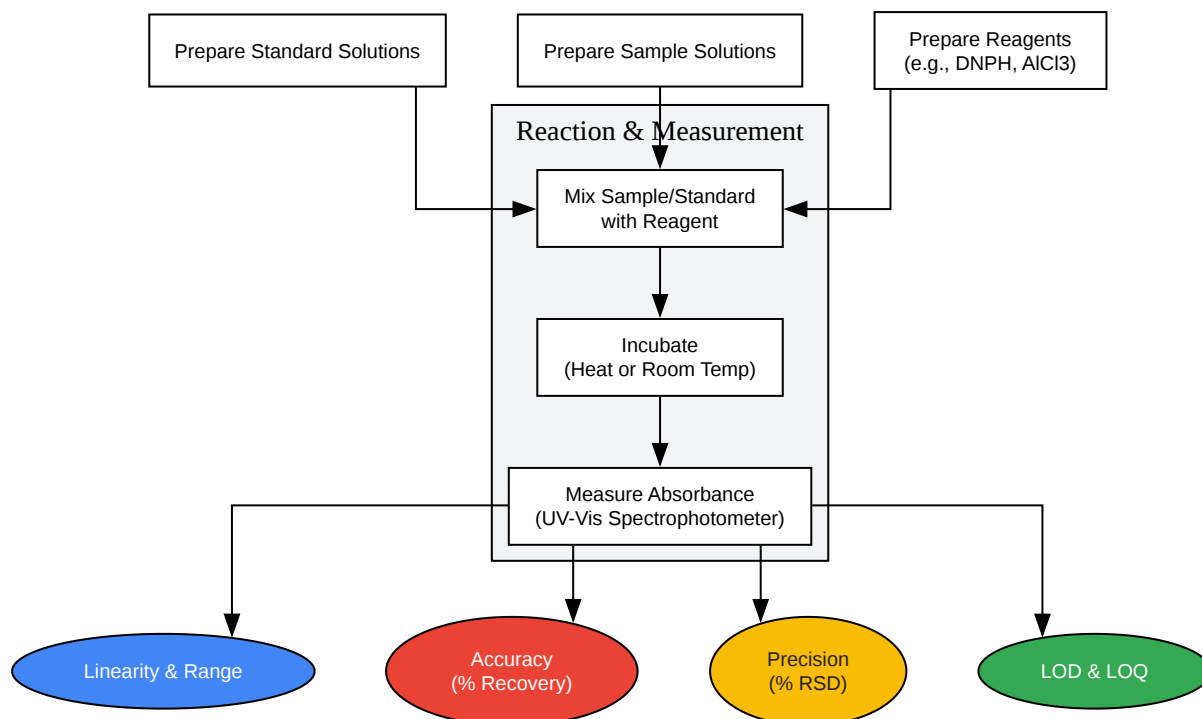 Prepare Standard Solutions
Prepare Sample Solutions
Prepare Reagents
(e.g., DNPH, AlCl3)
Reaction & Measurement
Mix Sample/Standard
with Reagent
Incubate
(Heat or Room Temp)
Measure Absorbance
(UV-Vis Spectrophotometer)
Linearity & Range
Accuracy
(% Recovery)
Precision
(% RSD)
LOD & LOQ